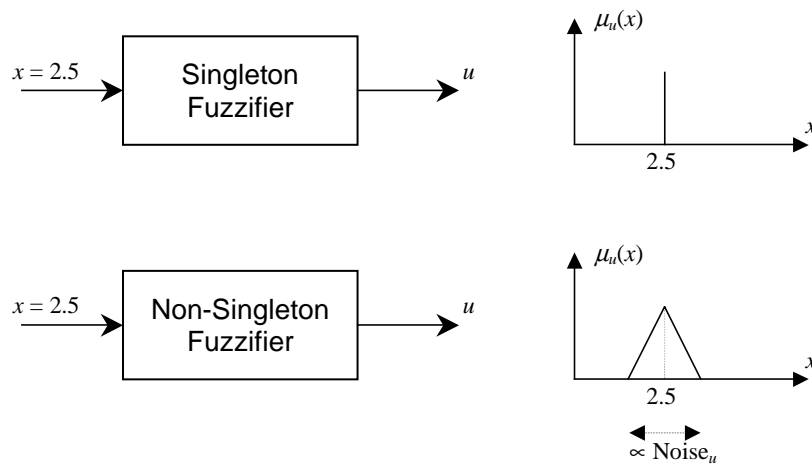 x = 2.5
Singleton
Fuzzifier
u
μu(x)
x
2.5
x = 2.5
Non-Singleton
Fuzzifier
u
μu(x)
x
2.5
∝ Noiseu